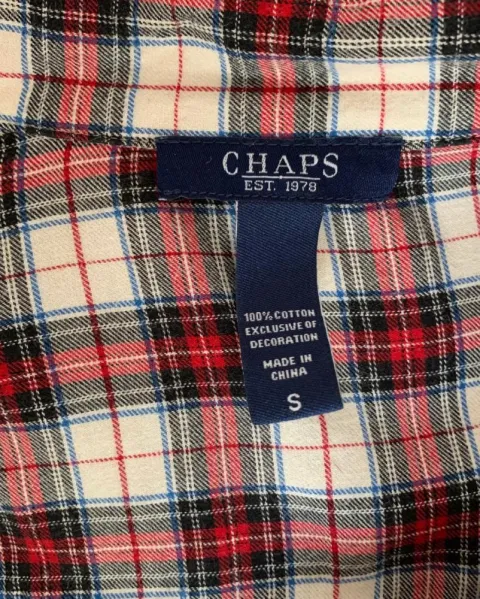 CHAPS
EST. 1978
100% COTTON
EXCLUSIVE OF
DECORATION
MADE IN
CHINA
S